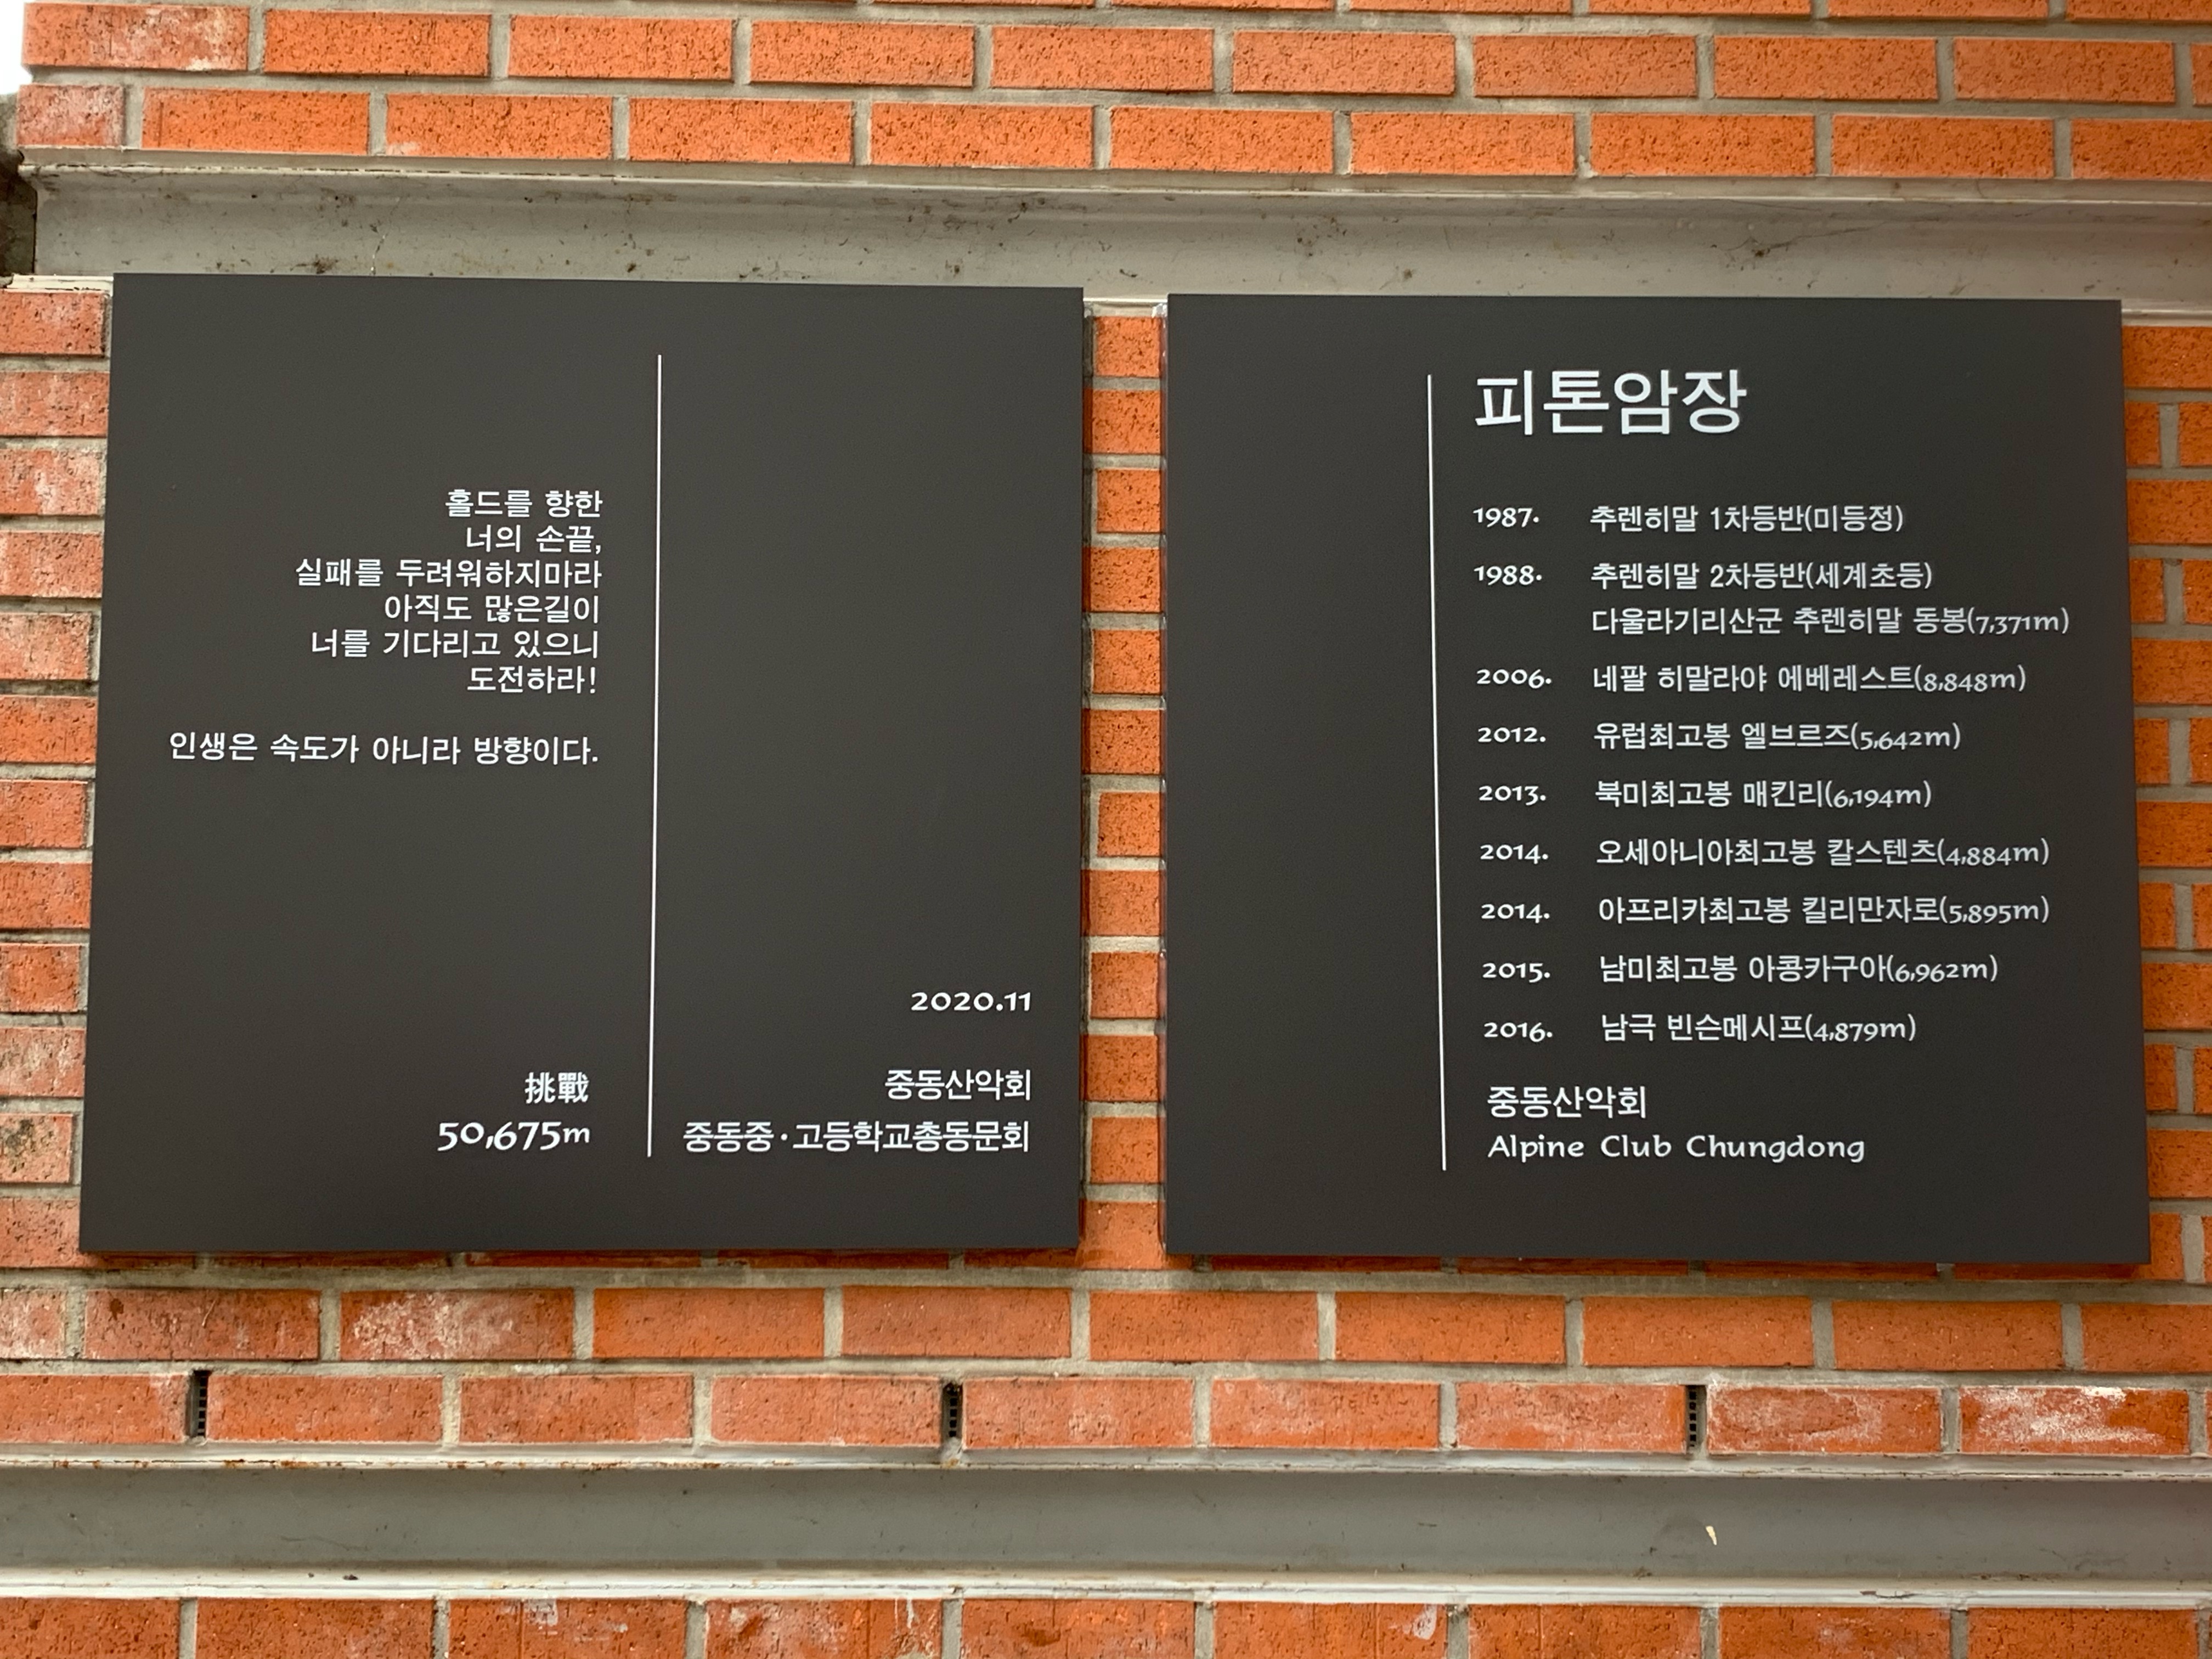 홀드를 향한
너의 손끝,
실패를 두려워하지마라
아직도 많은길이
너를 기다리고 있으니
도전하라!
인생은 속도가 아니라 방향이다.
挑戰
50,675m
2020.11
중동산악회
중동중·고등학교총동문회
피톤암장
1987. 추렌히말 1차등반(미등정)
1988. 추렌히말 2차등반(세계초등)
다울라기리산군 추렌히말 동봉(7,371m)
2006. 네팔 히말라야 에베레스트(8,848m)
2012. 유럽최고봉 엘브르즈(5,642m)
2013. 북미최고봉 매킨리(6,194m)
2014. 오세아니아최고봉 칼스텐츠(4,884m)
2014. 아프리카최고봉 킬리만자로(5,895m)
2015. 남미최고봉 아콩카구아(6,962m)
2016. 남극 빈슨메시프(4,879m)
중동산악회
Alpine Club Chungdong